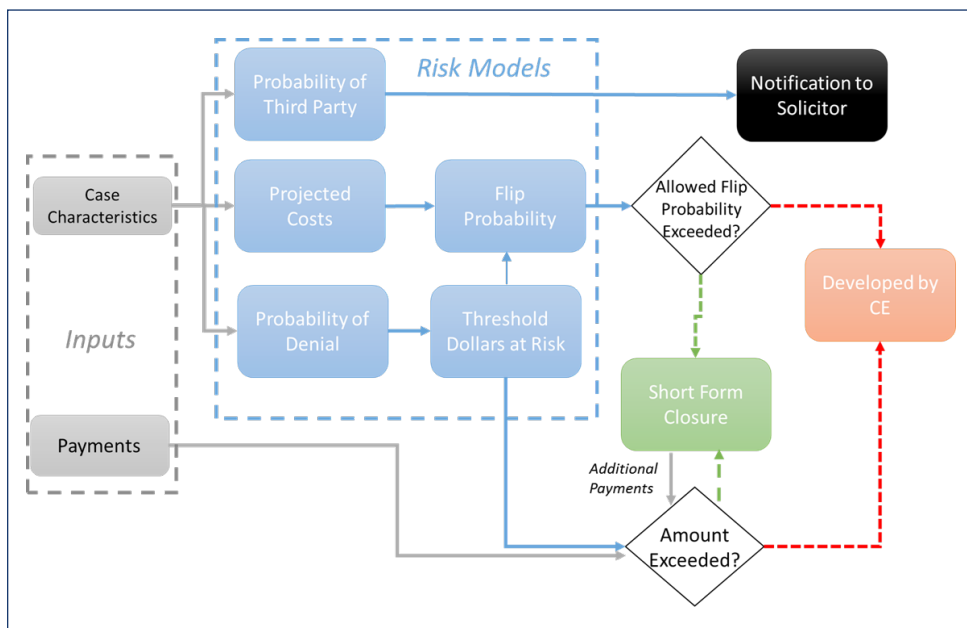 Risk Models
Probability of
Third Party
Notification to
Solicitor
Inputs
Case
Characteristics
Projected
Costs
Flip
Probability
Allowed Flip
Probability
Exceeded?
Developed by
CE
Probability of
Denial
Threshold
Dollars at Risk
Short Form
Closure
Payments
Additional
Payments
Amount
Exceeded?